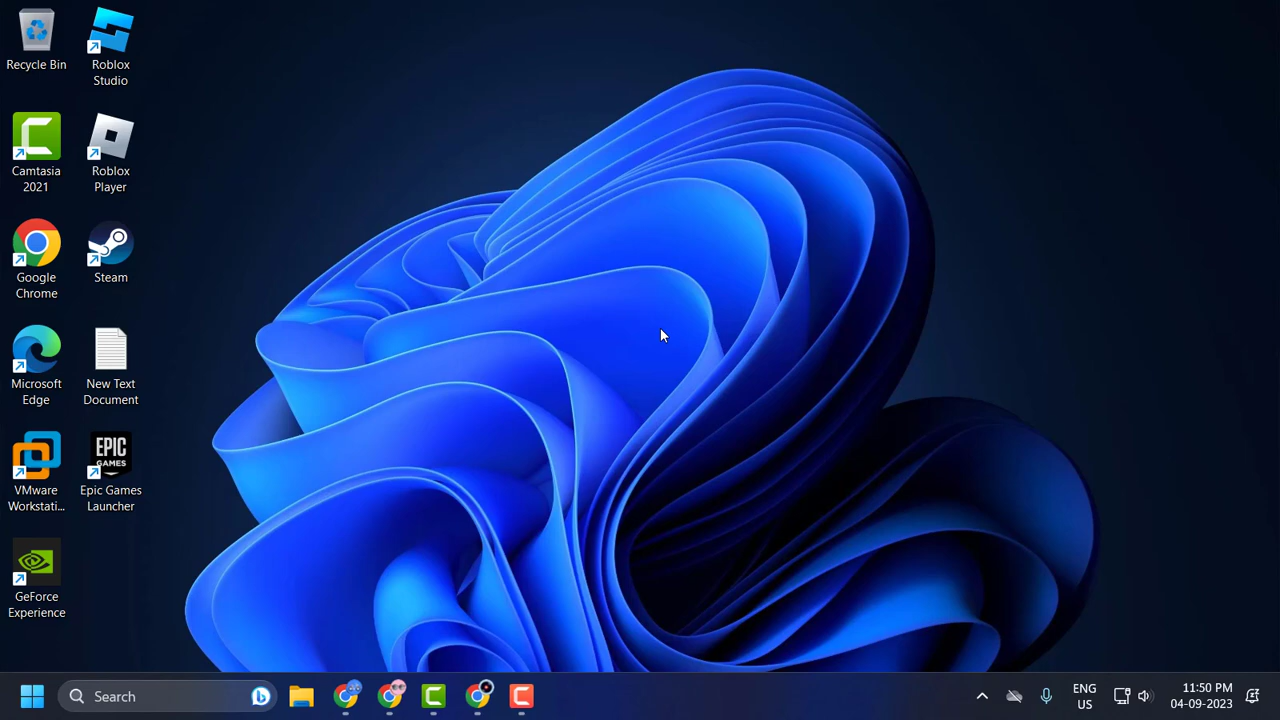 Recycle Bin
Roblox
Studio
Camtasia
2021
Roblox
Player
Google
Chrome
Steam
Microsoft
Edge
New Text
Document
VMware
Workstati...
EPIC
GAMES
Epic Games
Launcher
GeForce
Experience
Search
ENG
US
11:50 PM
04-09-2023